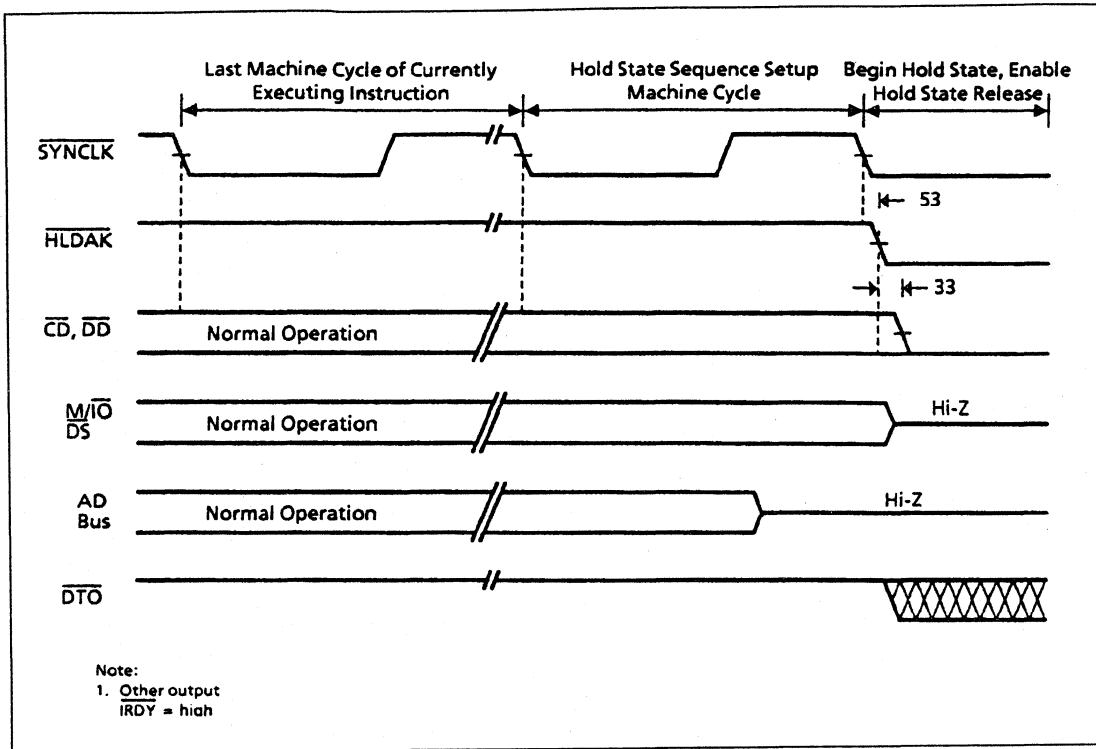 Last Machine Cycle of Currently
Executing Instruction
Hold State Sequence Setup
Machine Cycle
Begin Hold State, Enable
Hold State Release
SYNCLK
53
HLDAK
33
CD, DD
Normal Operation
M/IO
DS
Normal Operation
Hi-Z
AD
Bus
Normal Operation
Hi-Z
DTO
Note:
1. Other output
IRDY = high